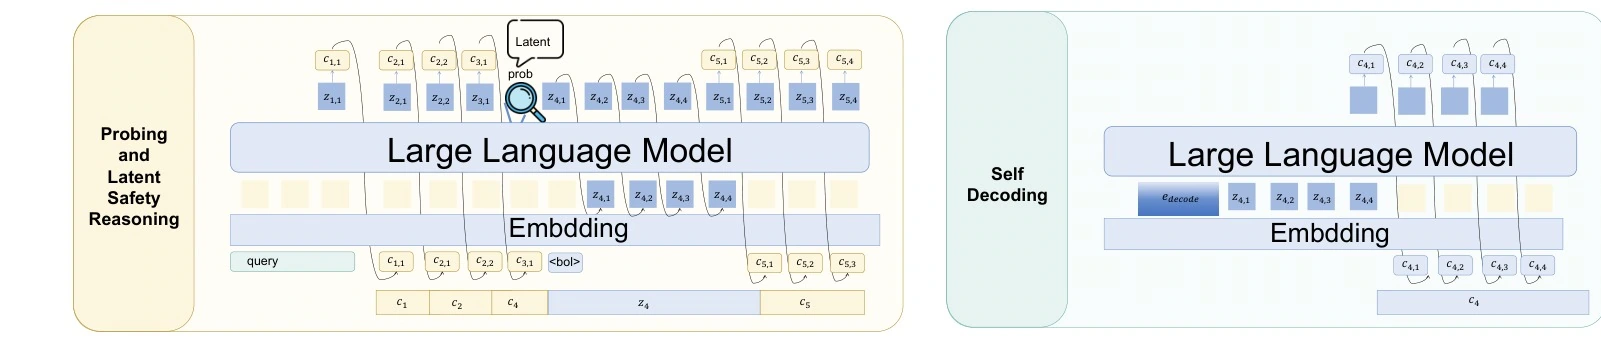 Probing
and
Latent
Safety
Reasoning
Latent
prob
c1,1 c2,1 c2,2 c3,1 c5,1 c5,2 c5,3 c5,4
z1,1 z2,1 z2,2 z3,1 z4,1 z4,2 z4,3 z4,4 z5,1 z5,2 z5,3 z5,4
Large Language Model
z4,1 z4,2 z4,3 z4,4
Embdding
query c1,1 c2,1 c2,2 c3,1 <bol> c5,1 c5,2 c5,3
c1 c2 c4 z4 c5
Self
Decoding
c4,1 c4,2 c4,3 c4,4
Large Language Model
edecode z4,1 z4,2 z4,3 z4,4
Embdding
c4,1 c4,2 c4,3 c4,4
c4